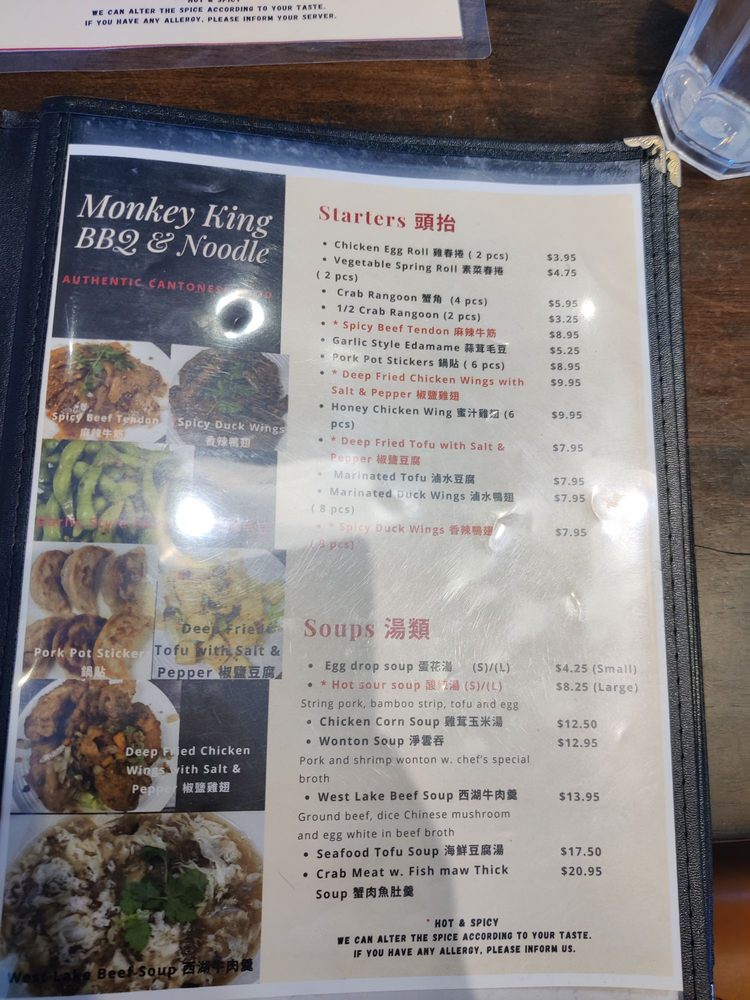 HOT & SPICY
WE CAN ALTER THE SPICE ACCORDING TO YOUR TASTE.
IF YOU HAVE ANY ALLERGY, PLEASE INFORM YOUR SERVER.
Monkey King
BBQ & Noodle
AUTHENTIC CANTONESE
Spicy Beef Tendon
麻辣牛筋
Spicy Duck Wings
香辣鴨翅
Pork Pot Stickers
鍋貼
Deep Fried
Tofu with Salt &
Pepper 椒鹽豆腐
Deep Fried Chicken
Wings with Salt &
Pepper 椒鹽雞翅
West Lake Beef Soup 西湖牛肉羹
Starters 頭抬
• Chicken Egg Roll 雞春捲 ( 2 pcs) $3.95
• Vegetable Spring Roll 素菜春捲 $4.75
( 2 pcs)
• Crab Rangoon 蟹角 (4 pcs) $5.95
• 1/2 Crab Rangoon (2 pcs) $3.25
• * Spicy Beef Tendon 麻辣牛筋 $8.95
• Garlic Style Edamame 蒜茸毛豆 $5.25
• Pork Pot Stickers 鍋貼 ( 6 pcs) $8.95
• * Deep Fried Chicken Wings with $9.95
Salt & Pepper 椒鹽雞翅
• Honey Chicken Wing 蜜汁雞翅 (6 $9.95
pcs)
• * Deep Fried Tofu with Salt & $7.95
Pepper 椒鹽豆腐
• Marinated Tofu 滷水豆腐 $7.95
• Marinated Duck Wings 滷水鴨翅 $7.95
( 8 pcs)
• * Spicy Duck Wings 香辣鴨翅 $7.95
( 8 pcs)
Soups 湯類
• Egg drop soup 蛋花湯 (S)/(L) $4.25 (Small)
• * Hot sour soup 酸辣湯 (S)/(L) $8.25 (Large)
String pork, bamboo strip, tofu and egg
• Chicken Corn Soup 雞茸玉米湯 $12.50
• Wonton Soup 淨雲吞 $12.95
Pork and shrimp wonton w. chef's special
broth
• West Lake Beef Soup 西湖牛肉羹 $13.95
Ground beef, dice Chinese mushroom
and egg white in beef broth
• Seafood Tofu Soup 海鮮豆腐湯 $17.50
• Crab Meat w. Fish maw Thick $20.95
Soup 蟹肉魚肚羹
* HOT & SPICY
WE CAN ALTER THE SPICE ACCORDING TO YOUR TASTE.
IF YOU HAVE ANY ALLERGY, PLEASE INFORM US.